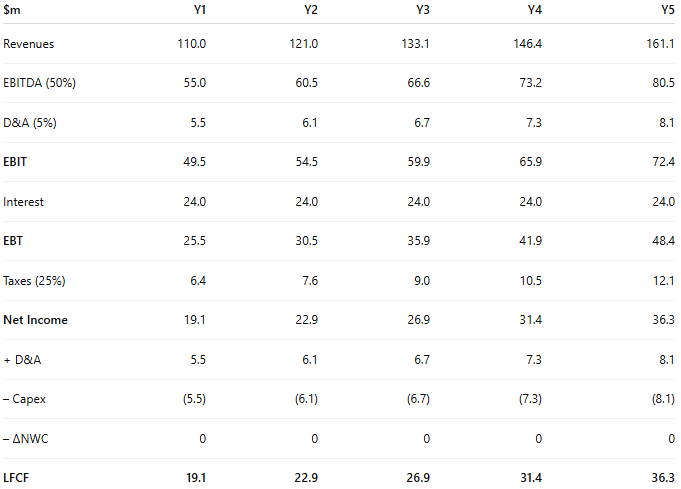 $m Y1 Y2 Y3 Y4 Y5
Revenues 110.0 121.0 133.1 146.4 161.1
EBITDA (50%) 55.0 60.5 66.6 73.2 80.5
D&A (5%) 5.5 6.1 6.7 7.3 8.1
EBIT 49.5 54.5 59.9 65.9 72.4
Interest 24.0 24.0 24.0 24.0 24.0
EBT 25.5 30.5 35.9 41.9 48.4
Taxes (25%) 6.4 7.6 9.0 10.5 12.1
Net Income 19.1 22.9 26.9 31.4 36.3
+ D&A 5.5 6.1 6.7 7.3 8.1
– Capex (5.5) (6.1) (6.7) (7.3) (8.1)
– ΔNWC 0 0 0 0 0
LFCF 19.1 22.9 26.9 31.4 36.3